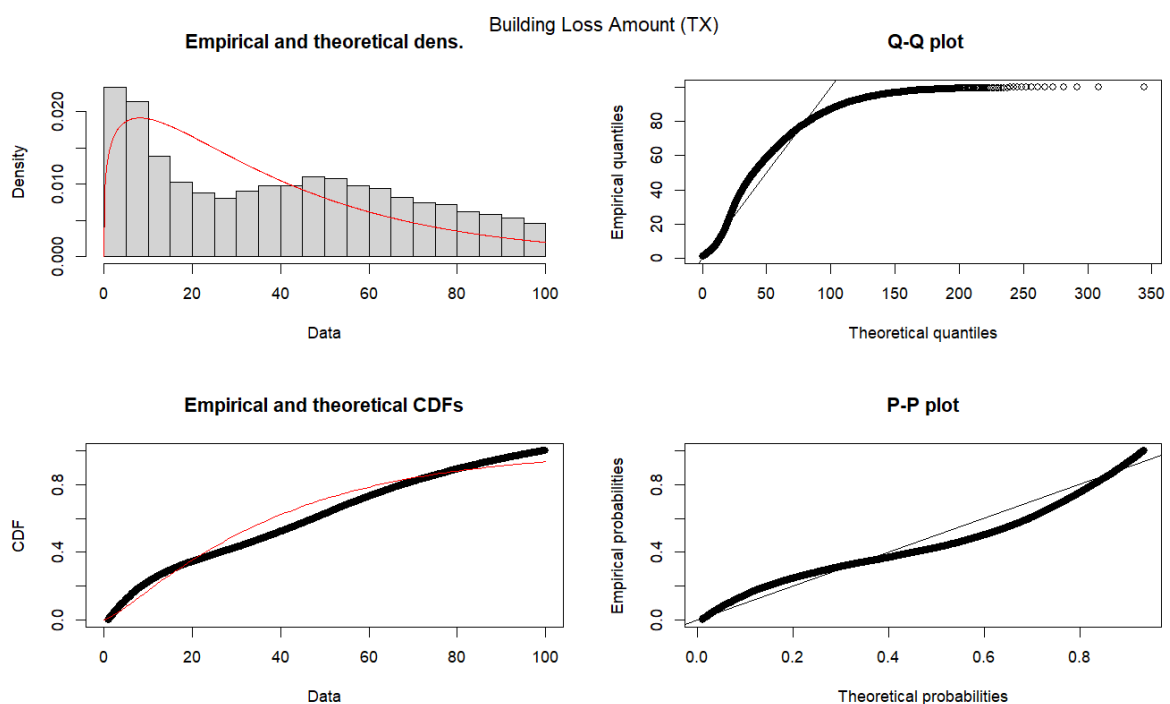 Building Loss Amount (TX)
Empirical and theoretical dens.
Density
0.000
0.010
0.020
0 20 40 60 80 100
Data
Q-Q plot
Empirical quantiles
0
20
40
60
80
0 50 100 150 200 250 300 350
Theoretical quantiles
Empirical and theoretical CDFs
CDF
0.0
0.4
0.8
0 20 40 60 80 100
Data
P-P plot
Empirical probabilities
0.0
0.4
0.8
0.0 0.2 0.4 0.6 0.8
Theoretical probabilities